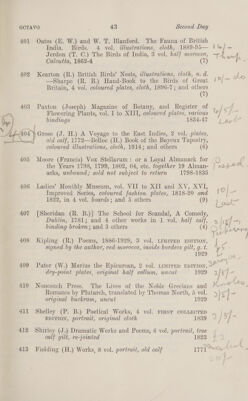 OCTAVO 43 Second Day
401 Oates (E. W.) and W. T. Blanford. The Fauna of British
India. Birds. 4 vol. illustrations, cloth, 1889-95—
Jerdon (T. C.) The Birds of India, 3 vol. half morocco,
Calcutta, 1862-4 (7)
402 Kearton (R.) British Birds' Nests, illustrations, cloth, n. d.
—Sharpe (R. B.) Hand-Book to the Birds of Great
Britain, 4 vol. coloured plates, cloth, 1896-7; and others
(7)
403 Paxton (Joseph) Magazine of Botany, and Register of
Flowering Plants, vol. I to XIII, coloured plates, various
bindings 1834-47
404 Grose (J. H.) A Voyage to the East Indies, 2 vol. plates,
old calf, 1772—Bolton (H.) Book of the Bowyra Tapestry,
coloured illustrations, cloth, 1914; and others (6)
405 Moore (Francis) Vox Stellarum: or a Loyal Almanack for
the Years 1798, 1799, 1802, 64, etc. together 19 Alman-
acks, unbound; sold not subject to return 1798-1835
406 Ladies' Monthly Museum, vol. VII to XII and XV, XVI,
Improved Series, coloured fashion plates, 1818-20 and
1822, in 4 vol. boards; and 5 others (9)
407 [Sheridan (R. B.)] The School for Scandal, A Comedy,
Dublin, 1781; and 4 other works in 1 vol. half calf,
binding broken; and 3 others (4)
408 Kipling (R.) Poems, 1886-1929, 3 vol. LIMITED EDITION,
signed by the author, red morocco, inside borders gilt, g. t.
1929
409 Pater (W.) Marius the Epicurean, 2 vol. LIMITED EDITION,
dry-point plates, original half vellum, uncut 1929
410 Nonesuch Press. The Lives of the Noble Grecians and
Romans by Plutarch, translated by Thomas North, 5 vol.
original buckram, uncut 1929
411 Shelley (P. B.) Poetical Works, 4 vol. FIRST COLLECTED
EDITION, portrait, original cloth 1839
412 Shirley (J.) Dramatic Works and Poems, 6 vol. portrait, tree
calf gilt, re-jointed 1833
413 Fielding (H.) Works, 8 vol. portrait, old calf 1771